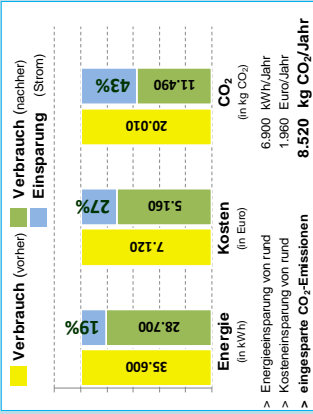 Verbrauch (vorher) Verbrauch (nachher)
Einsparung (Strom)
19% 27% 43%
35.600 28.700 7.120 5.160 20.010 11.490
Energie Kosten CO₂
(in kWh) (in Euro) (in kg CO₂)
> Energieeinsparung von rund 6.900 kWh/Jahr
> Kosteneinsparung von rund 1.960 Euro/Jahr
> eingesparte CO₂-Emissionen 8.520 kg CO₂/Jahr